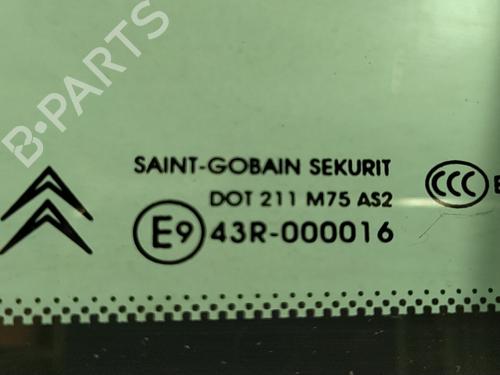 B-PARTS
SAINT-GOBAIN SEKURIT
DOT 211 M75 AS2
E9 43R-000016
CCC E